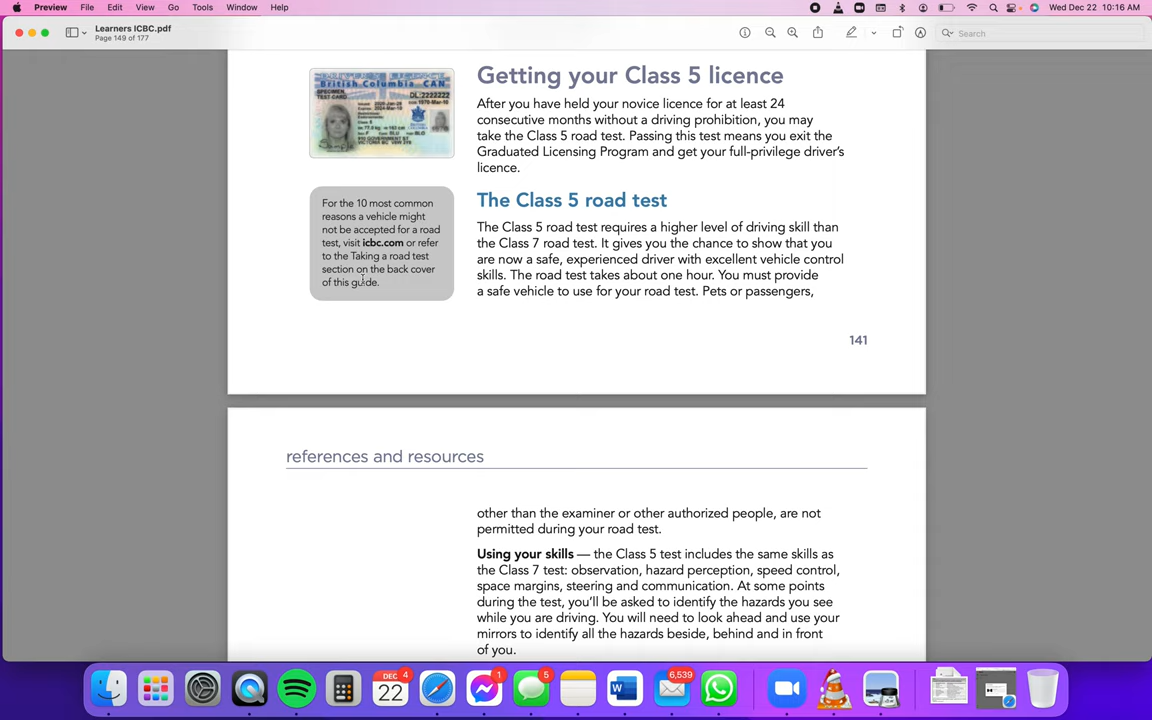 Preview File Edit View Go Tools Window Help
Wed Dec 22 10:16 AM
Learners ICBC.pdf
Page 149 of 177
Search
British Columbia CAN
DL:2222222
Getting your Class 5 licence
After you have held your novice licence for at least 24
consecutive months without a driving prohibition, you may
take the Class 5 road test. Passing this test means you exit the
Graduated Licensing Program and get your full-privilege driver's
licence.
For the 10 most common
reasons a vehicle might
not be accepted for a road
test, visit icbc.com or refer
to the Taking a road test
section on the back cover
of this guide.
The Class 5 road test
The Class 5 road test requires a higher level of driving skill than
the Class 7 road test. It gives you the chance to show that you
are now a safe, experienced driver with excellent vehicle control
skills. The road test takes about one hour. You must provide
a safe vehicle to use for your road test. Pets or passengers,
141
references and resources
other than the examiner or other authorized people, are not
permitted during your road test.
Using your skills — the Class 5 test includes the same skills as
the Class 7 test: observation, hazard perception, speed control,
space margins, steering and communication. At some points
during the test, you'll be asked to identify the hazards you see
while you are driving. You will need to look ahead and use your
mirrors to identify all the hazards beside, behind and in front
of you.
DEC
22
4
1
5
6,539